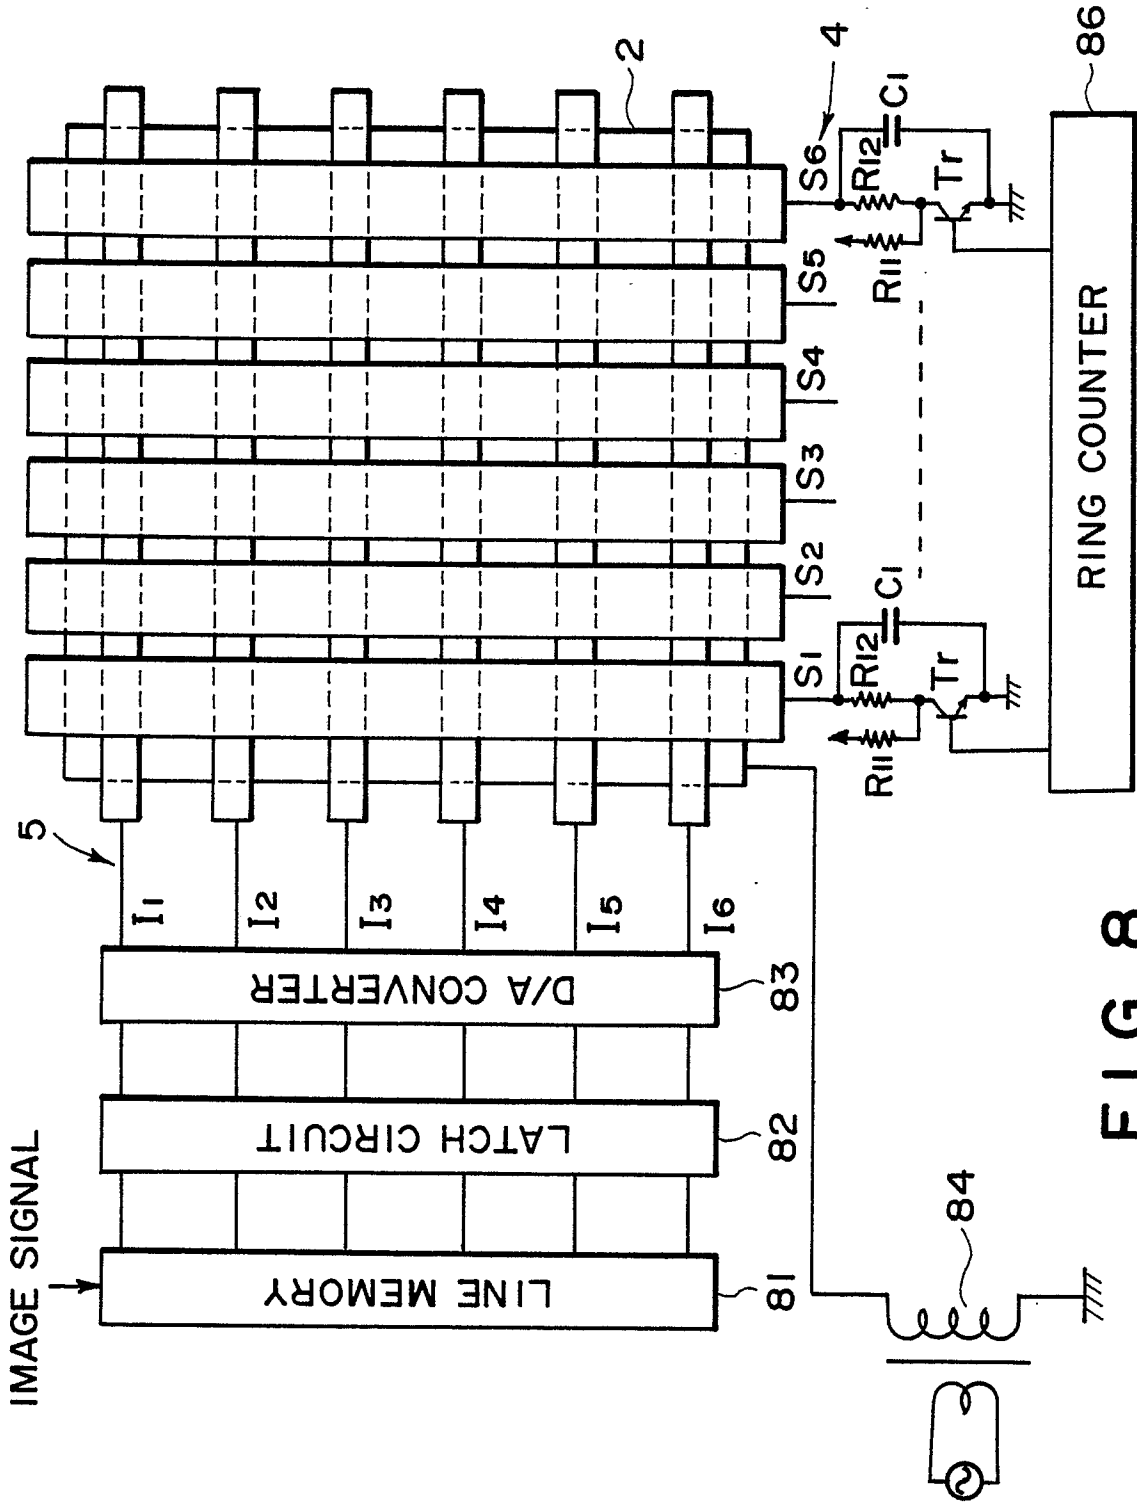 IMAGE SIGNAL
LINE MEMORY
81
LATCH CIRCUIT
82
D/A CONVERTER
83
5
I1
I2
I3
I4
I5
I6
2
4
S1
S2
S3
S4
S5
S6
R11
R12
C1
Tr
R11
R12
C1
Tr
RING COUNTER
86
84
FIG 8